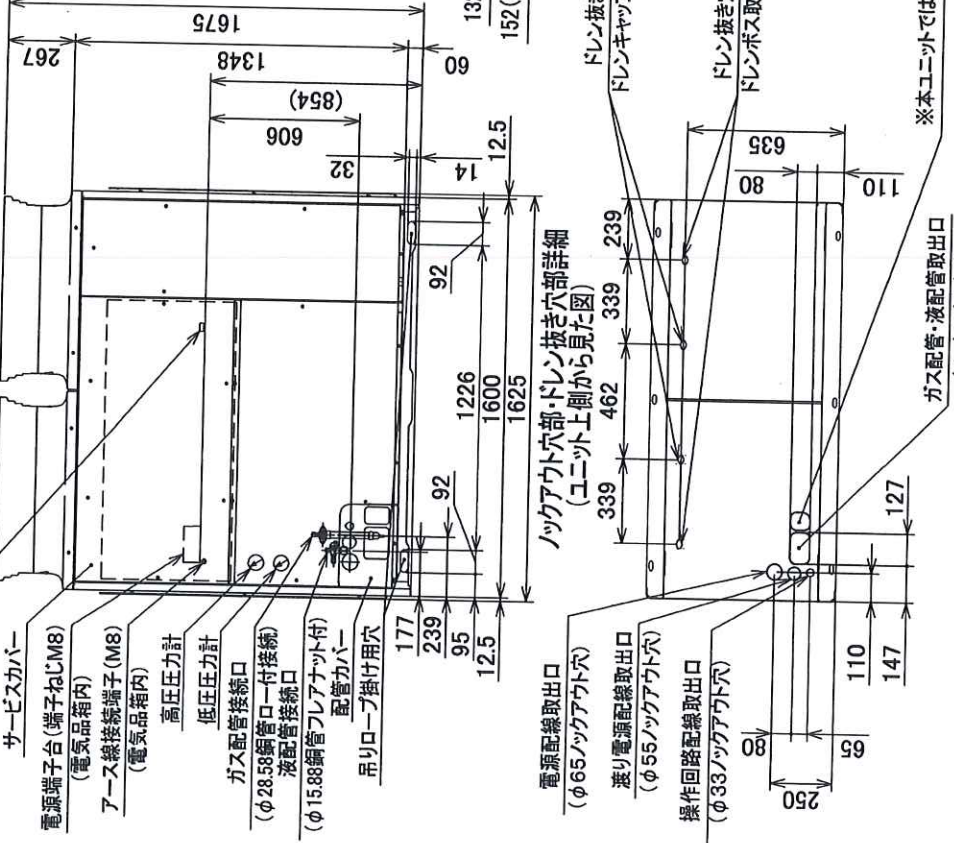 267
1675
1348
60
(854)
606
32
14
12.5
152(
サービスカバー
電源端子台(端子ねじM8)
(電気品箱内)
アース線接続端子(M8)
(電気品箱内)
高圧圧力計
低圧圧力計
ガス配管接続口
(φ28.58銅管ロー付接続)
液配管接続口
(φ15.88銅管フレアナット付)
配管カバー
吊りロープ掛け用穴
177
239
95
12.5
92
1226
1600
1625
92
ノックアウト穴部・ドレン抜き穴部詳細
(ユニット上側から見た図)
339
462
339
239
635
80
110
ドレン抜き
ドレンキャッ
ドレン抜き
ドレンボス取
※本ユニットでは
ガス配管・液配管取出口
電源配線取出口
(φ65ノックアウト穴)
渡り電源配線取出口
(φ55ノックアウト穴)
操作回路配線取出口
(φ33ノックアウト穴)
80
250
65
110
147
127